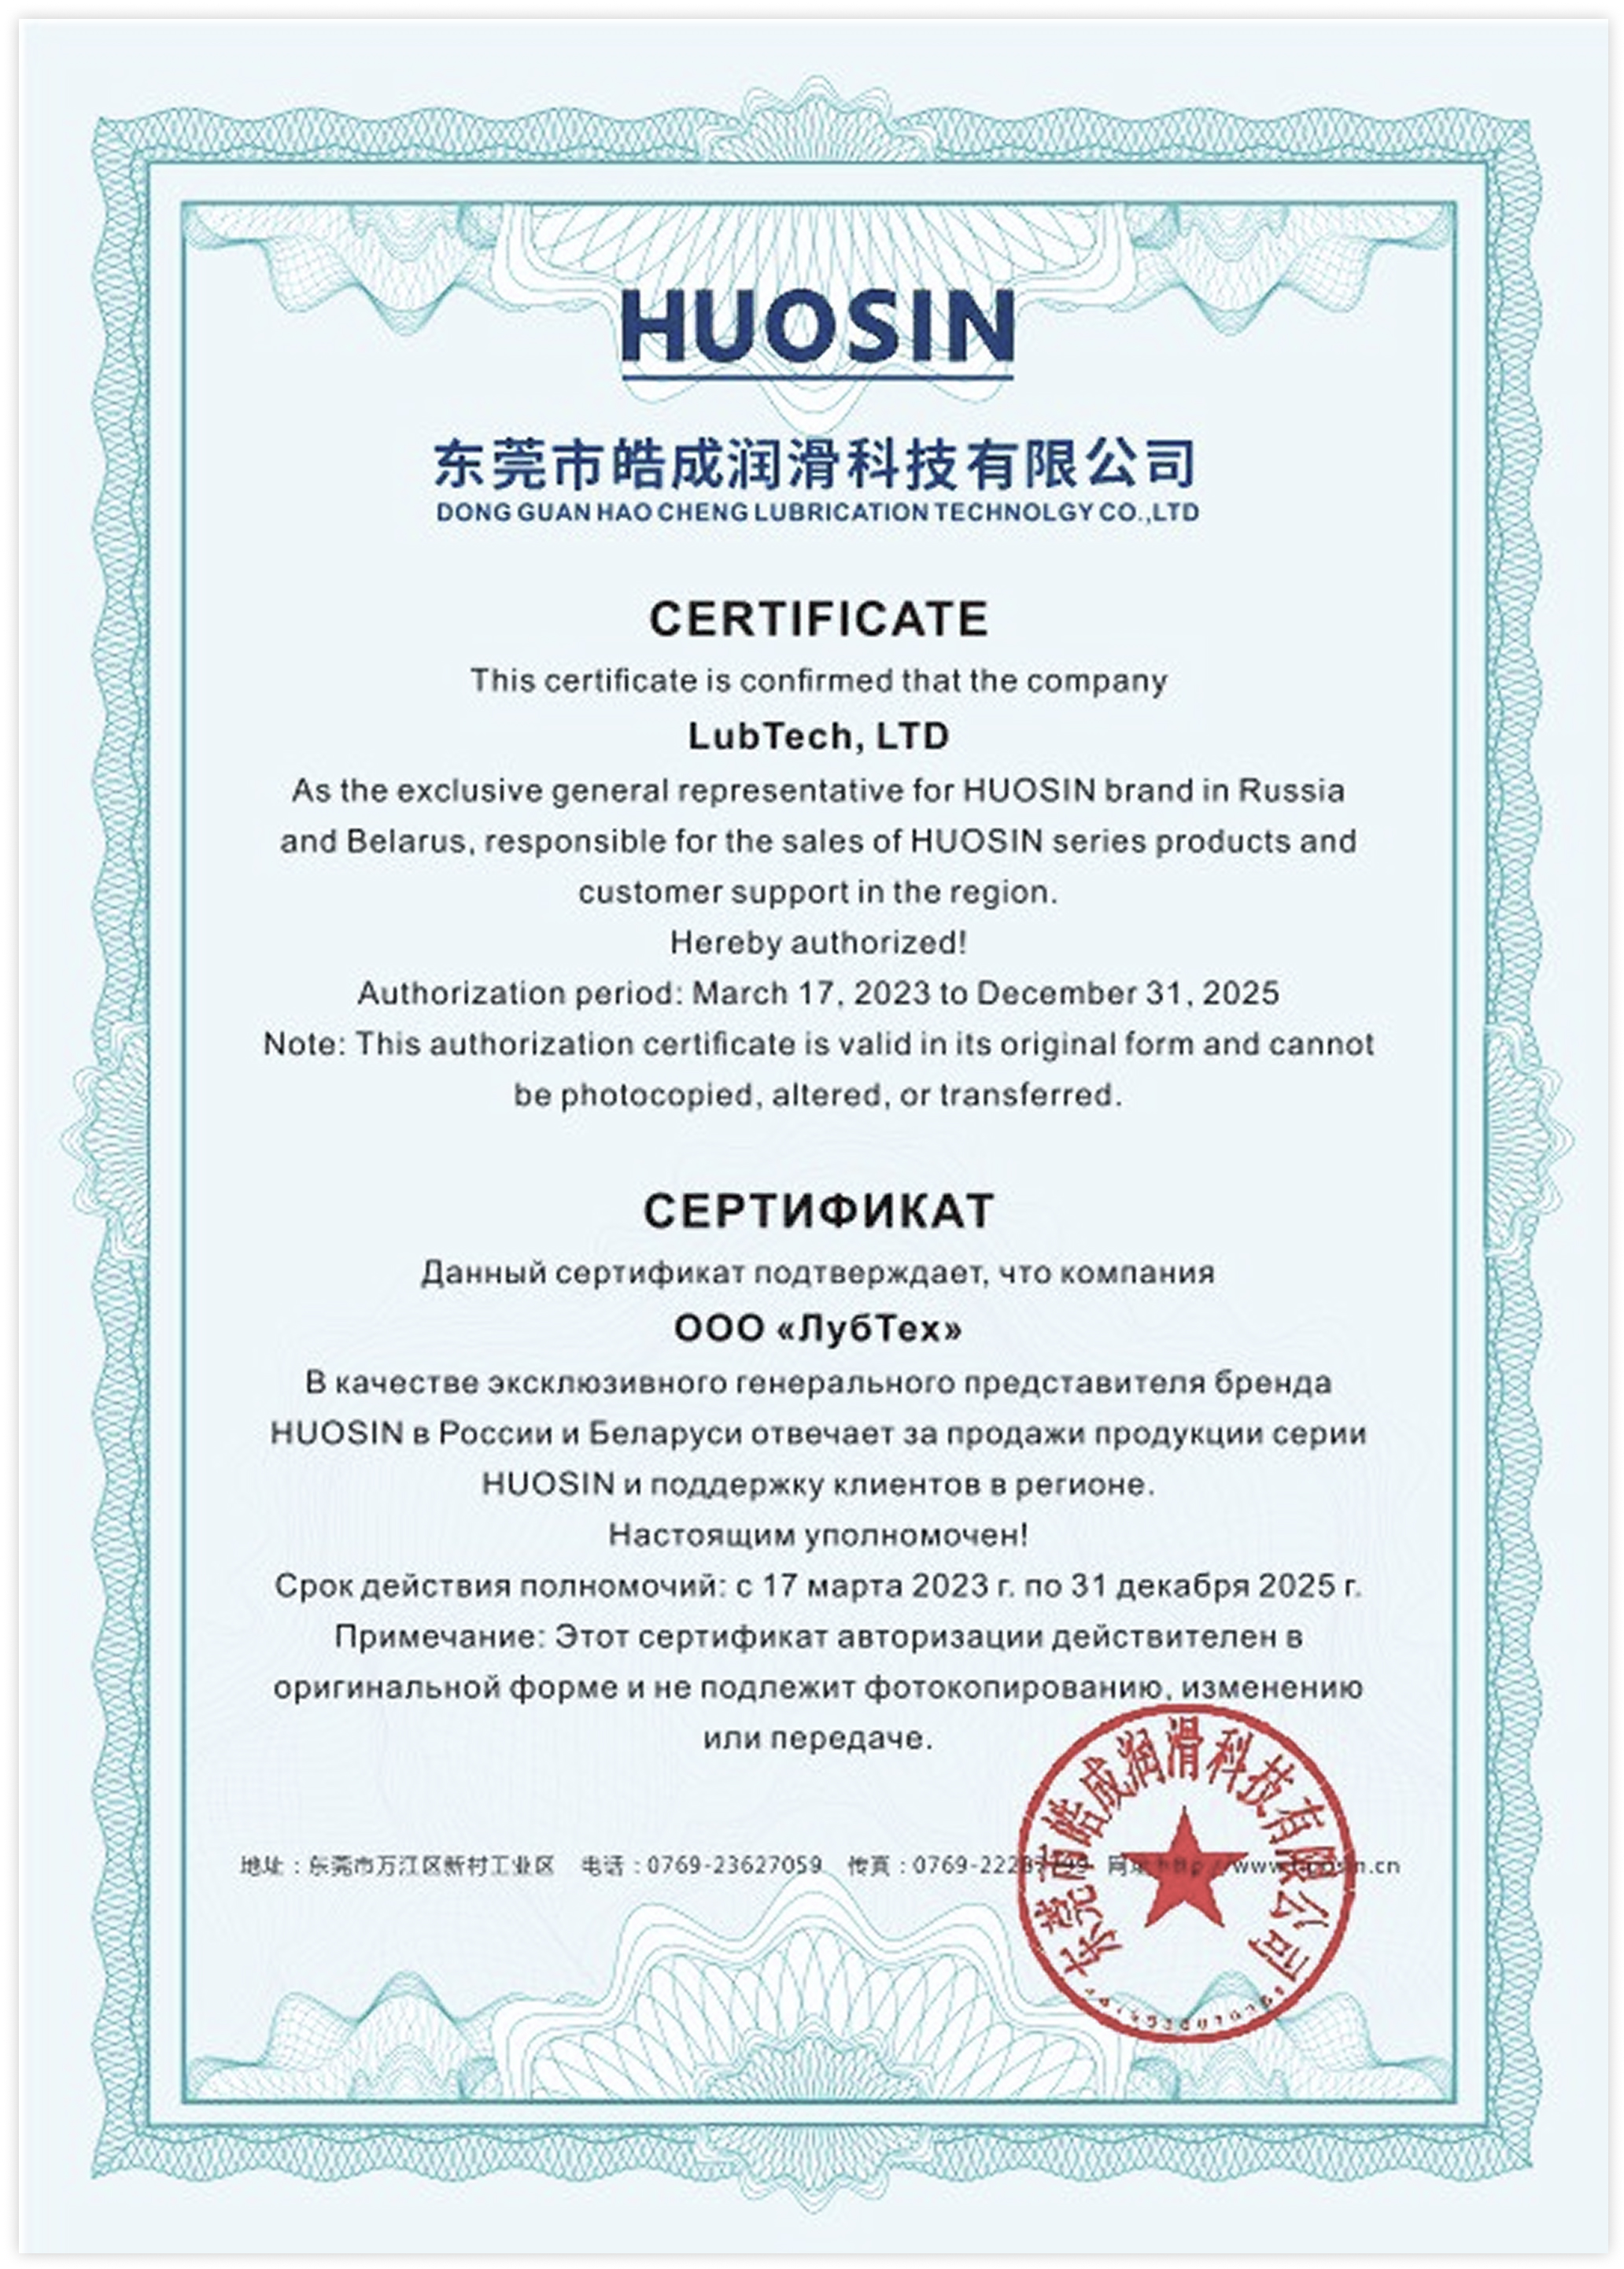 HUOSIN
东莞市皓成润滑科技有限公司
DONG GUAN HAO CHENG LUBRICATION TECHNOLGY CO.,LTD
CERTIFICATE
This certificate is confirmed that the company
LubTech, LTD
As the exclusive general representative for HUOSIN brand in Russia
and Belarus, responsible for the sales of HUOSIN series products and
customer support in the region.
Hereby authorized!
Authorization period: March 17, 2023 to December 31, 2025
Note: This authorization certificate is valid in its original form and cannot
be photocopied, altered, or transferred.
СЕРТИФИКАТ
Данный сертификат подтверждает, что компания
ООО «ЛубТех»
В качестве эксклюзивного генерального представителя бренда
HUOSIN в России и Беларуси отвечает за продажи продукции серии
HUOSIN и поддержку клиентов в регионе.
Настоящим уполномочен!
Срок действия полномочий: с 17 марта 2023 г. по 31 декабря 2025 г.
Примечание: Этот сертификат авторизации действителен в
оригинальной форме и не подлежит фотокопированию, изменению
или передаче.
东莞市皓成润滑科技有限公司
地址：东莞市万江区新村工业区 电话：0769-23627059 传真： 网址